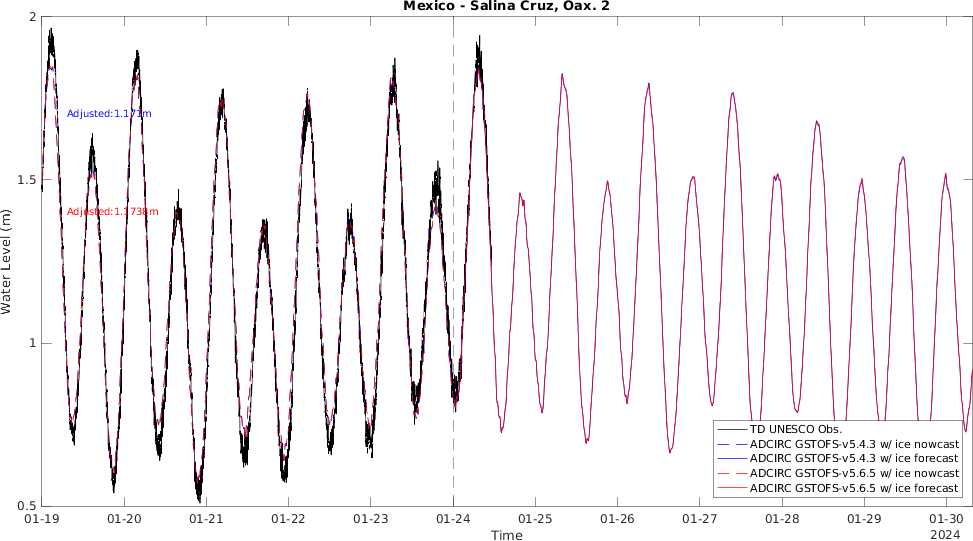 Mexico - Salina Cruz, Oax. 2
2
1.5
1
0.5
Water Level (m)
Adjusted:1.171m
Adjusted:1.1738m
TD UNESCO Obs.
ADCIRC GSTOFS-v5.4.3 w/ ice nowcast
ADCIRC GSTOFS-v5.4.3 w/ ice forecast
ADCIRC GSTOFS-v5.6.5 w/ ice nowcast
ADCIRC GSTOFS-v5.6.5 w/ ice forecast
01-19 01-20 01-21 01-22 01-23 01-24 01-25 01-26 01-27 01-28 01-29 01-30
Time
2024